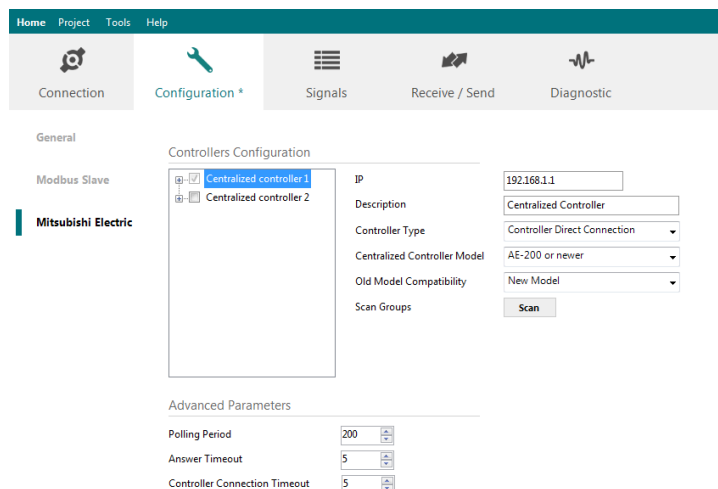 Home Project Tools Help
Connection Configuration * Signals Receive / Send Diagnostic
General
Modbus Slave
Mitsubishi Electric
Controllers Configuration
Centralized controller 1
Centralized controller 2
IP 192.168.1.1
Description Centralized Controller
Controller Type Controller Direct Connection
Centralized Controller Model AE-200 or newer
Old Model Compatibility New Model
Scan Groups Scan
Advanced Parameters
Polling Period 200
Answer Timeout 5
Controller Connection Timeout 5